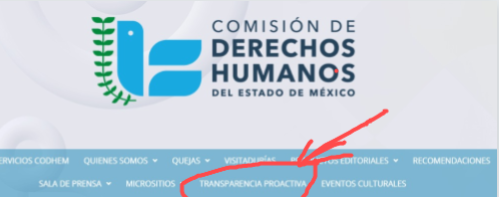 COMISIÓN DE
DERECHOS
HUMANOS
DEL ESTADO DE MÉXICO
ERVICIOS CODHEM QUIENES SOMOS QUEJAS VISITADURÍAS EDITORIALES RECOMENDACIONES
SALA DE PRENSA MICROSITIOS TRANSPARENCIA PROACTIVA EVENTOS CULTURALES